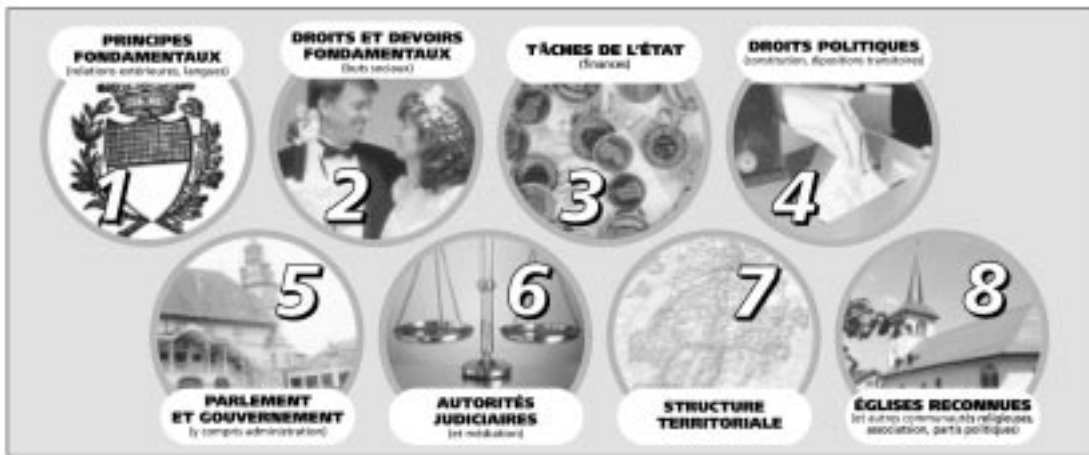 PRINCIPES
FONDAMENTAUX
(relations extérieures, langues)
1
DROITS ET DEVOIRS
FONDAMENTAUX
(buts sociaux)
2
TÂCHES DE L'ÉTAT
(finances)
3
DROITS POLITIQUES
(constitution, dipositions transitoires)
4
5
PARLEMENT
ET GOUVERNEMENT
(y compris administration)
6
AUTORITÉS
JUDICIAIRES
(et médiation)
7
STRUCTURE
TERRITORIALE
8
ÉGLISES RECONNUES
(et autres communautés religieuses,
association, partis politiques)